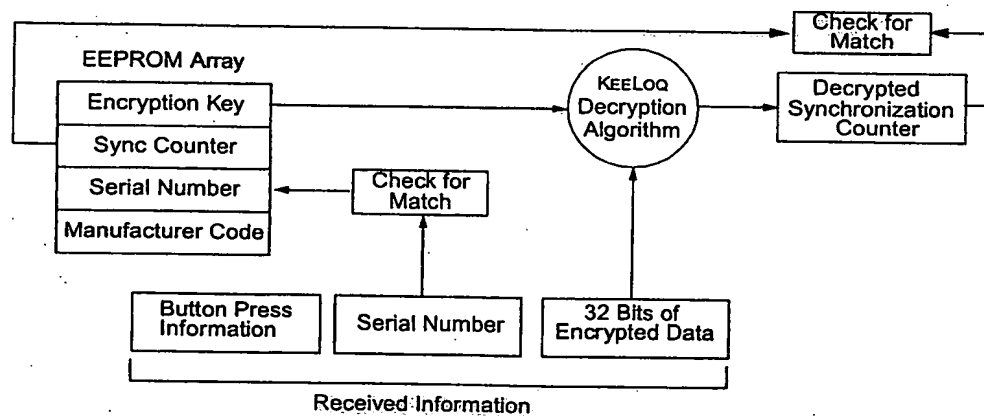 Check for
Match
EEPROM Array
Encryption Key
Sync Counter
Serial Number
Manufacturer Code
KEELOQ
Decryption
Algorithm
Decrypted
Synchronization
Counter
Check for
Match
Button Press
Information
Serial Number
32 Bits of
Encrypted Data
Received Information